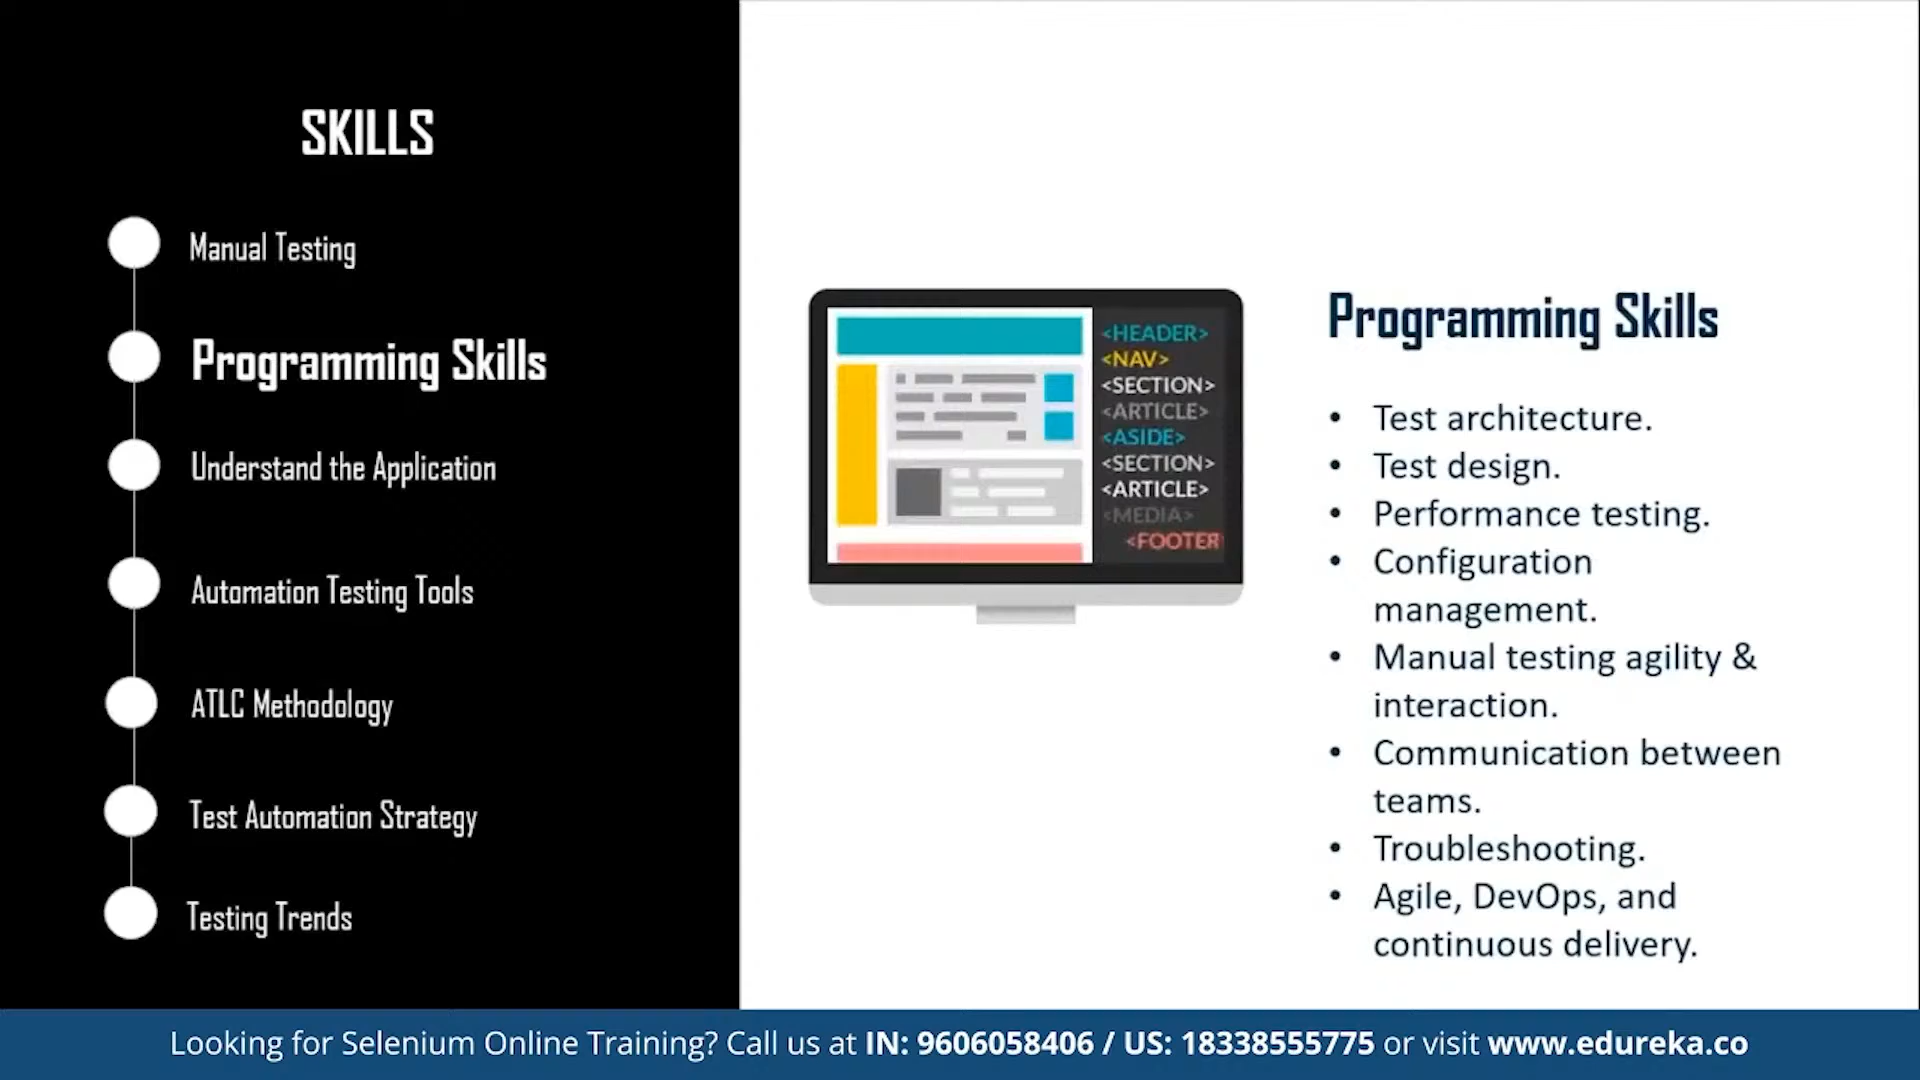 SKILLS
Manual Testing
Programming Skills
Understand the Application
Automation Testing Tools
ATLC Methodology
Test Automation Strategy
Testing Trends
<HEADER>
<NAV>
<SECTION>
<ARTICLE>
<ASIDE>
<SECTION>
<ARTICLE>
<MEDIA>
<FOOTER
Programming Skills
• Test architecture.
• Test design.
• Performance testing.
• Configuration
management.
• Manual testing agility &
interaction.
• Communication between
teams.
• Troubleshooting.
• Agile, DevOps, and
continuous delivery.
Looking for Selenium Online Training? Call us at IN: 9606058406 / US: 18338555775 or visit www.edureka.co